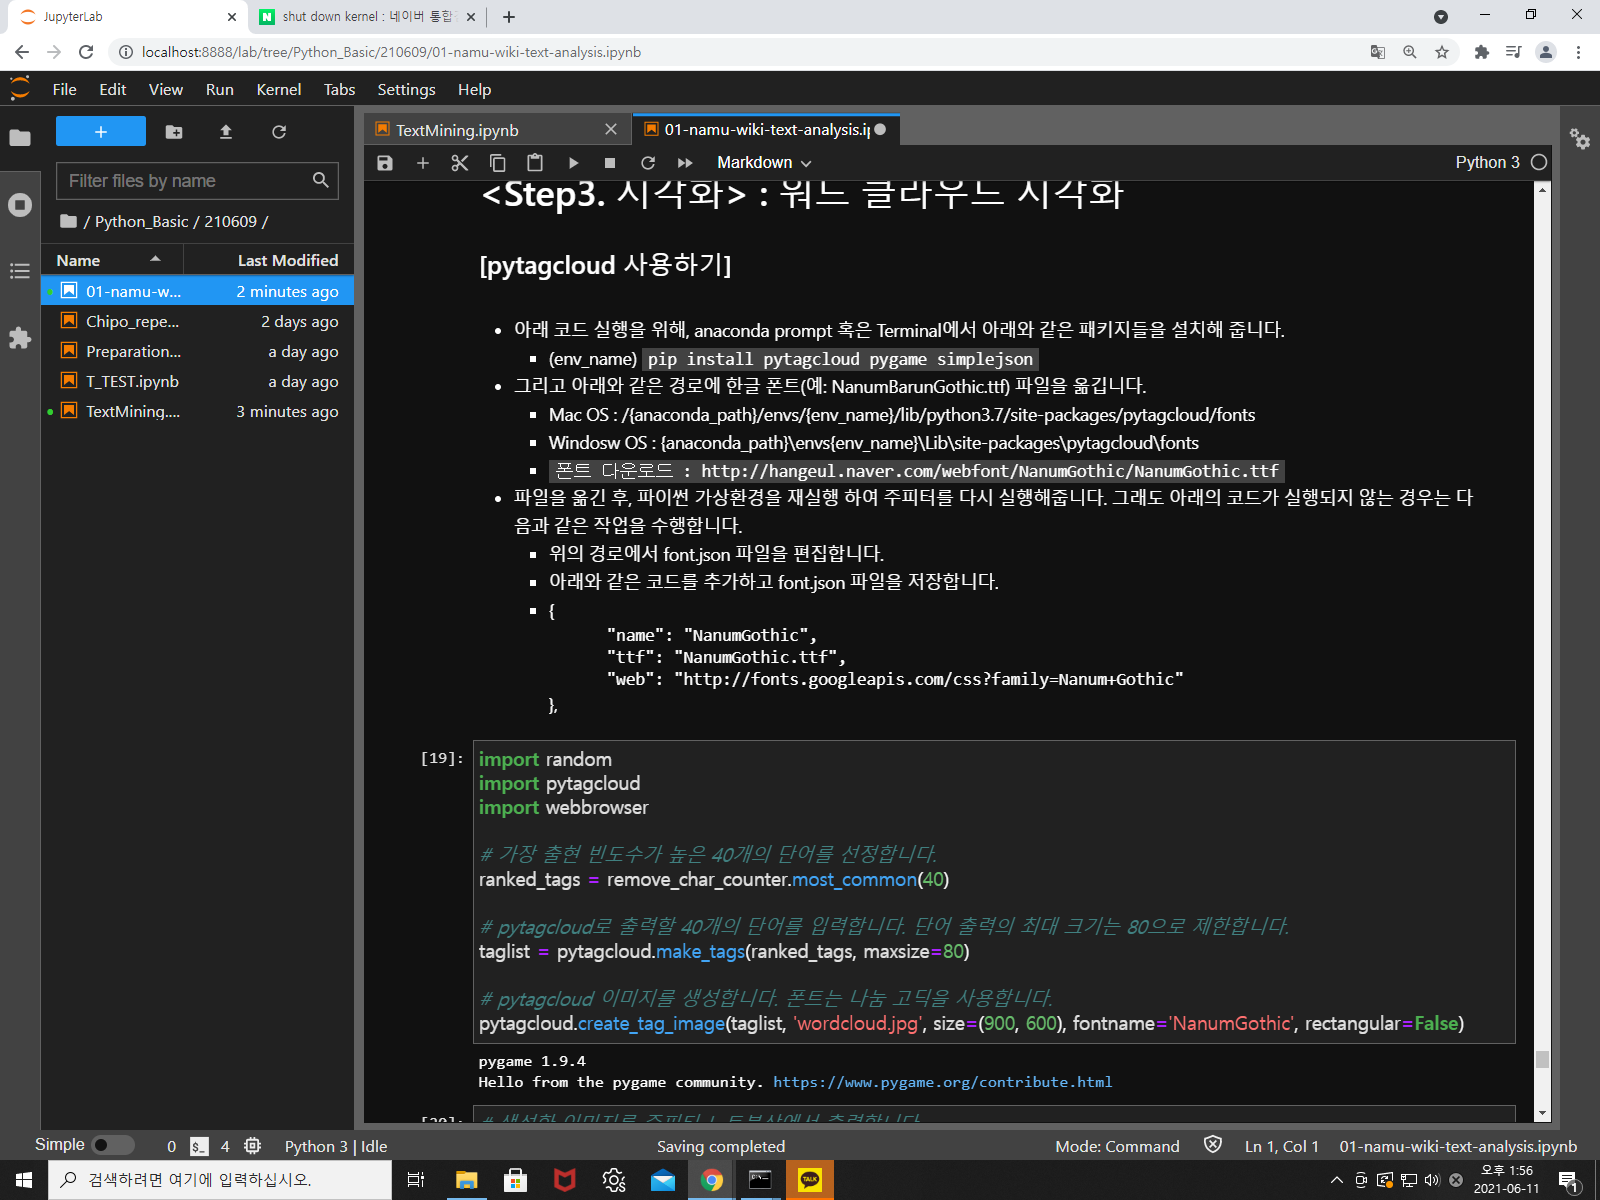 JupyterLab
shut down kernel : 네이버 통합
localhost:8888/lab/tree/Python_Basic/210609/01-namu-wiki-text-analysis.ipynb
File Edit View Run Kernel Tabs Settings Help
TextMining.ipynb
01-namu-wiki-text-analysis.i
Markdown
Python 3
Filter files by name
/ Python_Basic / 210609 /
Name Last Modified
01-namu-w... 2 minutes ago
Chipo_repe... 2 days ago
Preparation... a day ago
T_TEST.ipynb a day ago
TextMining.... 3 minutes ago
<Step3. 시각화> : 워드 클라우드 시각화
[pytagcloud 사용하기]
• 아래 코드 실행을 위해, anaconda prompt 혹은 Terminal에서 아래와 같은 패키지들을 설치해 줍니다.
▪ (env_name) pip install pytagcloud pygame simplejson
• 그리고 아래와 같은 경로에 한글 폰트(예: NanumBarunGothic.ttf) 파일을 옮깁니다.
▪ Mac OS : /{anaconda_path}/envs/{env_name}/lib/python3.7/site-packages/pytagcloud/fonts
▪ Windosw OS : {anaconda_path}\envs{env_name}\Lib\site-packages\pytagcloud\fonts
▪ 폰트 다운로드 : http://hangeul.naver.com/webfont/NanumGothic/NanumGothic.ttf
• 파일을 옮긴 후, 파이썬 가상환경을 재실행 하여 주피터를 다시 실행해줍니다. 그래도 아래의 코드가 실행되지 않는 경우는 다
음과 같은 작업을 수행합니다.
▪ 위의 경로에서 font.json 파일을 편집합니다.
▪ 아래와 같은 코드를 추가하고 font.json 파일을 저장합니다.
▪ {
"name": "NanumGothic",
"ttf": "NanumGothic.ttf",
"web": "http://fonts.googleapis.com/css?family=Nanum+Gothic"
},
[19]: import random
import pytagcloud
import webbrowser
# 가장 출현 빈도수가 높은 40개의 단어를 선정합니다.
ranked_tags = remove_char_counter.most_common(40)
# pytagcloud로 출력할 40개의 단어를 입력합니다. 단어 출력의 최대 크기는 80으로 제한합니다.
taglist = pytagcloud.make_tags(ranked_tags, maxsize=80)
# pytagcloud 이미지를 생성합니다. 폰트는 나눔 고딕을 사용합니다.
pytagcloud.create_tag_image(taglist, 'wordcloud.jpg', size=(900, 600), fontname='NanumGothic', rectangular=False)
pygame 1.9.4
Hello from the pygame community. https://www.pygame.org/contribute.html
Simple 0 4 Python 3 | Idle Saving completed Mode: Command Ln 1, Col 1 01-namu-wiki-text-analysis.ipynb
검색하려면 여기에 입력하십시오.
TALK
오후 1:56
2021-06-11
1